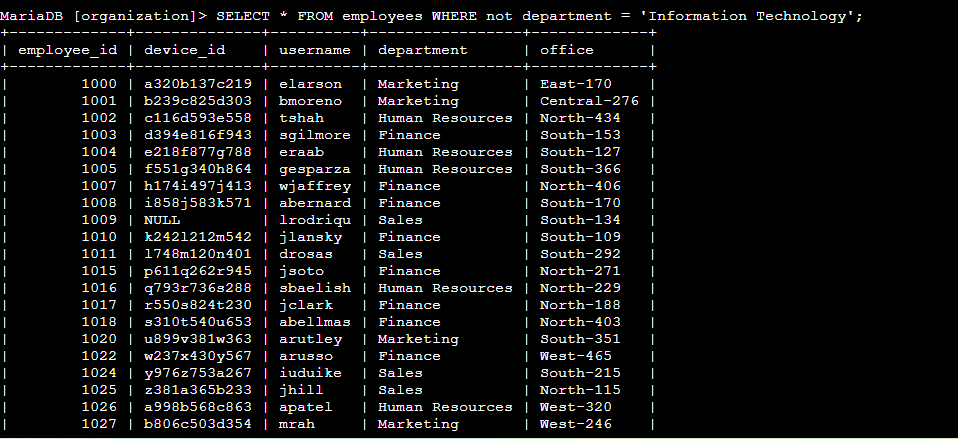 MariaDB [organization]> SELECT * FROM employees WHERE not department = 'Information Technology';
+-------------+--------------+----------+-----------------+-------------+
| employee_id | device_id    | username | department      | office      |
+-------------+--------------+----------+-----------------+-------------+
|        1000 | a320b137c219 | elarson  | Marketing       | East-170    |
|        1001 | b239c825d303 | bmoreno  | Marketing       | Central-276 |
|        1002 | c116d593e558 | tshah    | Human Resources | North-434   |
|        1003 | d394e816f943 | sgilmore | Finance         | South-153   |
|        1004 | e218f877g788 | eraab    | Human Resources | South-127   |
|        1005 | f551g340h864 | gesparza | Human Resources | South-366   |
|        1007 | h174i497j413 | wjaffrey | Finance         | North-406   |
|        1008 | i858j583k571 | abernard | Finance         | South-170   |
|        1009 | NULL         | lrodriqu | Sales           | South-134   |
|        1010 | k242l212m542 | jlansky  | Finance         | South-109   |
|        1011 | l748m120n401 | drosas   | Sales           | South-292   |
|        1015 | p611q262r945 | jsoto    | Finance         | North-271   |
|        1016 | q793r736s288 | sbaelish | Human Resources | North-229   |
|        1017 | r550s824t230 | jclark   | Finance         | North-188   |
|        1018 | s310t540u653 | abellmas | Finance         | North-403   |
|        1020 | u899v381w363 | arutley  | Marketing       | South-351   |
|        1022 | w237x430y567 | arusso   | Finance         | West-465    |
|        1024 | y976z753a267 | iuduike  | Sales           | South-215   |
|        1025 | z381a365b233 | jhill    | Sales           | North-115   |
|        1026 | a998b568c863 | apatel   | Human Resources | West-320    |
|        1027 | b806c503d354 | mrah     | Marketing       | West-246    |